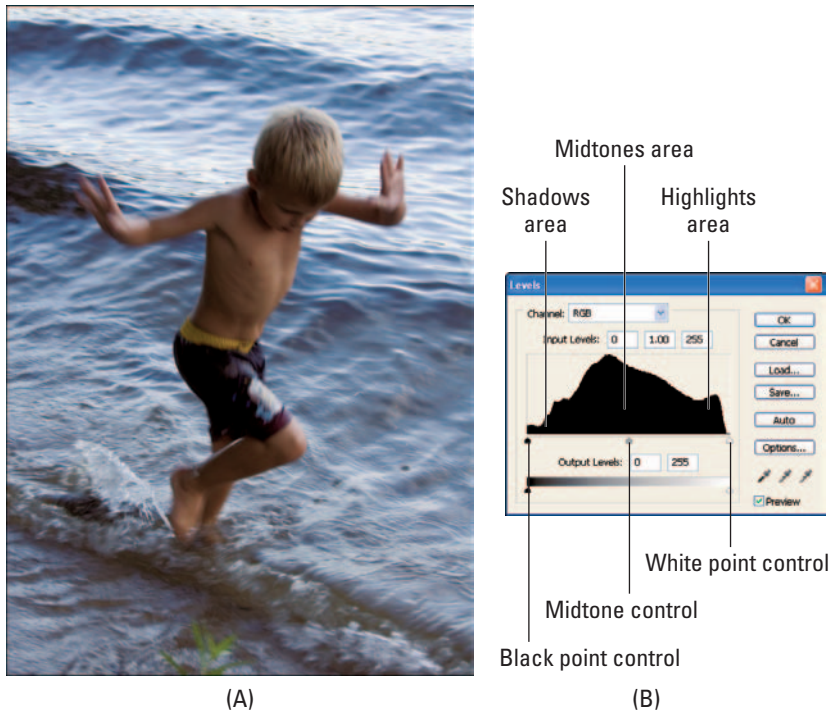 Midtones area
Shadows area
Highlights area
Levels
Channel: RGB
OK
Input Levels: 0 1.00 255
Cancel
Load...
Save...
Auto
Options...
Output Levels: 0 255
Preview
White point control
Midtone control
Black point control
(A)
(B)